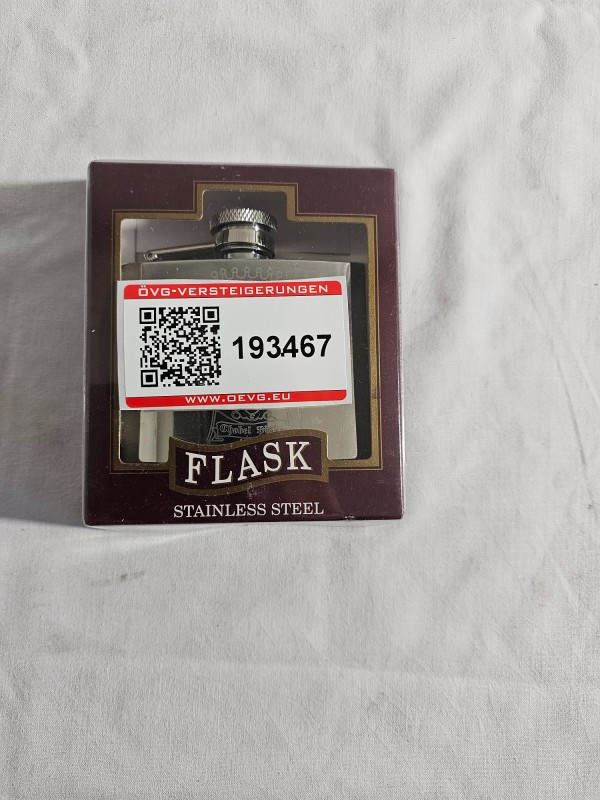 ÖVG-VERSTEIGERUNGEN
193467
WWW.OEVG.EU
FLASK
STAINLESS STEEL